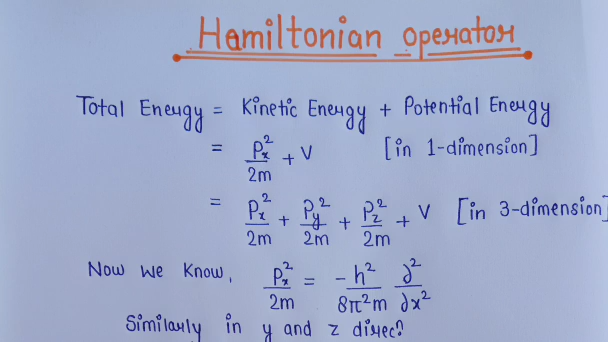 Hamiltonian operator
Total Energy = Kinetic Energy + Potential Energy
= Px²/2m + V [in 1-dimension]
= Px²/2m + Py²/2m + Pz²/2m + V [in 3-dimension]
Now we know, Px²/2m = -h²/8π²m ∂²/∂x²
Similarly in y and z direcⁿ